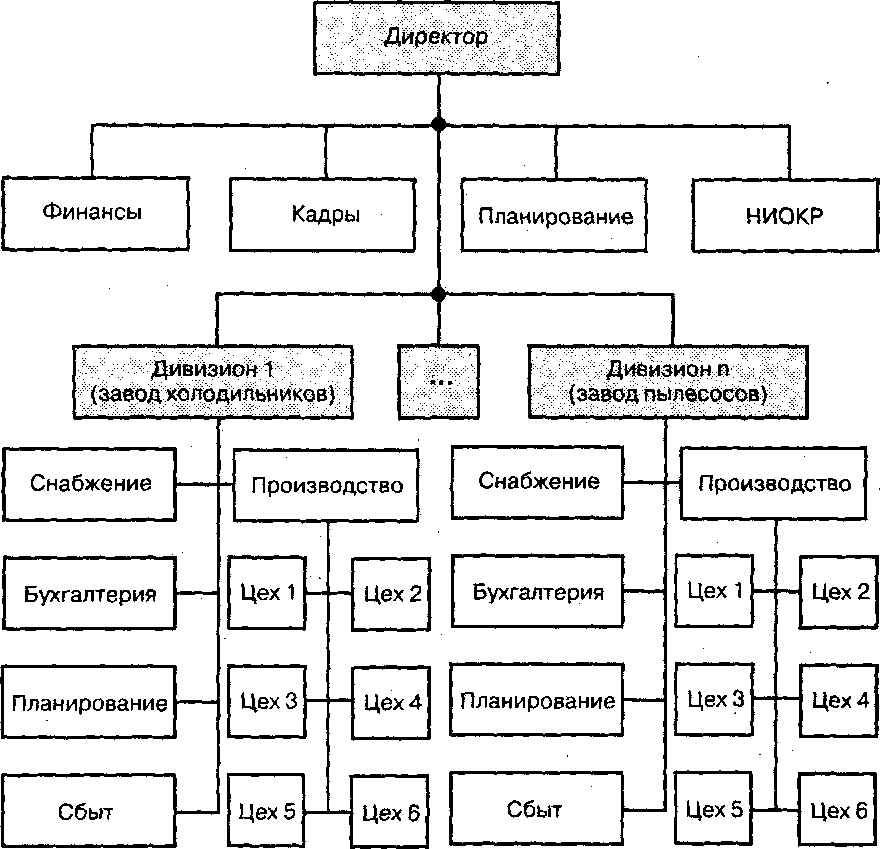 Директор
Финансы
Кадры
Планирование
НИОКР
Дивизион 1
(завод холодильников)
...
Дивизион n
(завод пылесосов)
Снабжение
Производство
Снабжение
Производство
Бухгалтерия
Цех 1
Цех 2
Бухгалтерия
Цех 1
Цех 2
Планирование
Цех 3
Цех 4
Планирование
Цех 3
Цех 4
Сбыт
Цех 5
Цех 6
Сбыт
Цех 5
Цех 6